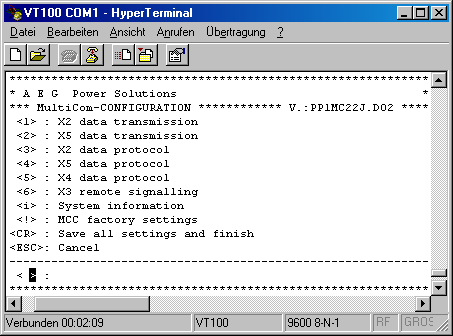 VT100 COM1 - HyperTerminal
Datei Bearbeiten Ansicht Anrufen Übertragung ?
********************************************************************
* A E G  Power Solutions                                           *
*** MultiCom-CONFIGURATION ************ V.:PP1MC22J.D02 ****
<1> : X2 data transmission
<2> : X5 data transmission
<3> : X2 data protocol
<4> : X5 data protocol
<5> : X4 data protocol
<6> : X3 remote signalling
<i> : System information
<!> : MCC factory settings
<CR> : Save all settings and finish
<ESC>: Cancel
--------------------------------------------------------------------
< > :
********************************************************************
Verbunden 00:02:09 VT100 9600 8-N-1 RF GROS